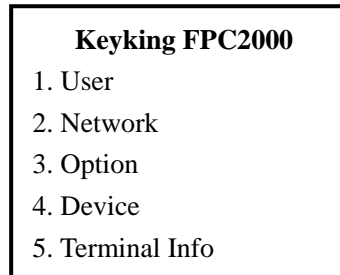 Keyking FPC2000
1. User
2. Network
3. Option
4. Device
5. Terminal Info